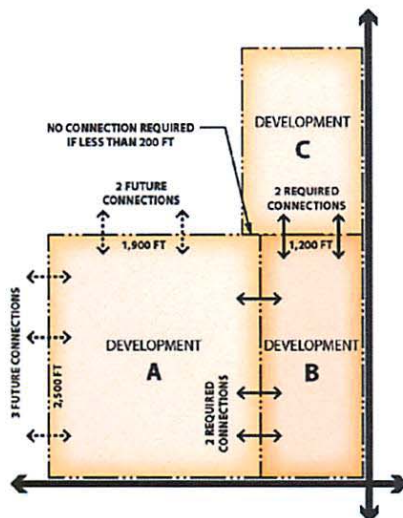 DEVELOPMENT
C
NO CONNECTION REQUIRED
IF LESS THAN 200 FT
2 FUTURE
CONNECTIONS
2 REQUIRED
CONNECTIONS
1,900 FT
1,200 FT
3 FUTURE CONNECTIONS
2,500 FT
DEVELOPMENT
A
2 REQUIRED
CONNECTIONS
DEVELOPMENT
B